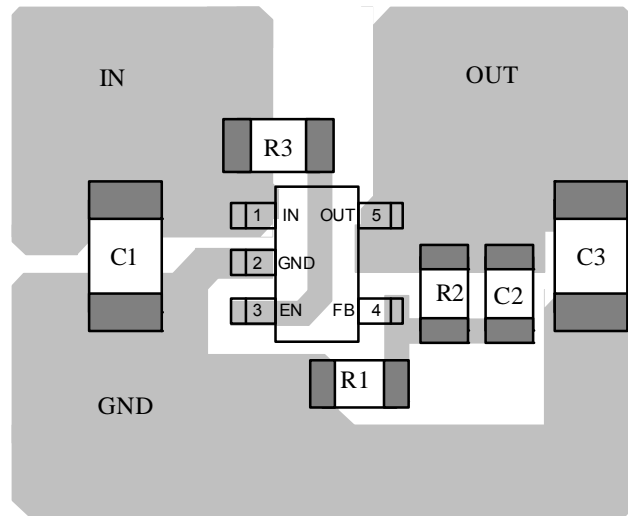 IN
OUT
R3
1 IN OUT 5
2 GND
3 EN FB 4
C1
R2
C2
C3
R1
GND